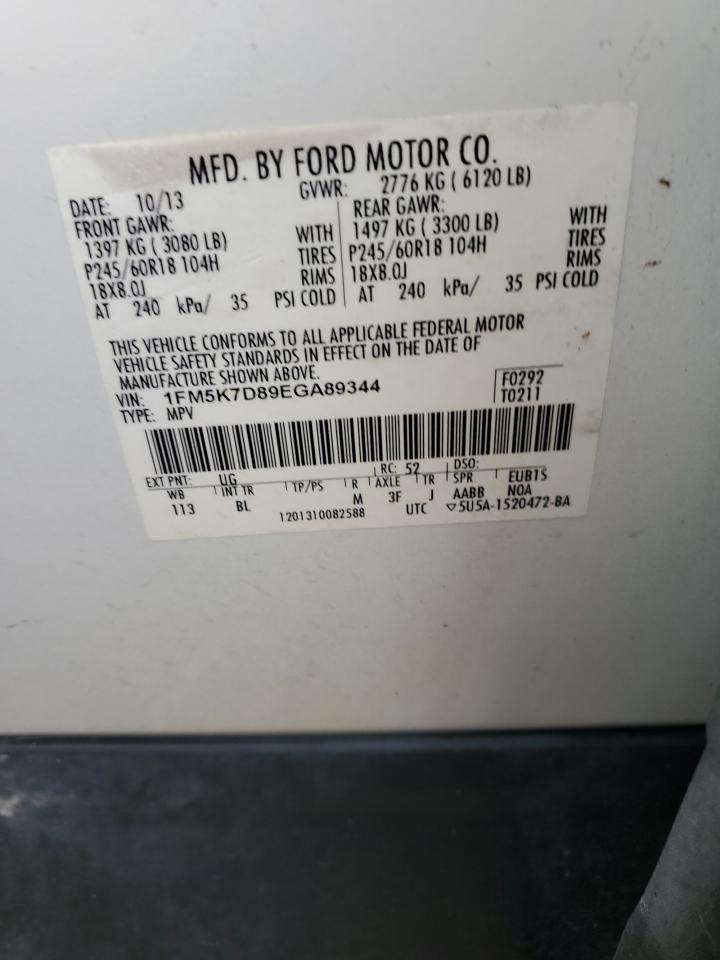 MFD. BY FORD MOTOR CO.
DATE: 10/13 GVWR: 2776 KG ( 6120 LB)
FRONT GAWR:
1397 KG ( 3080 LB) WITH
P245/60R18 104H TIRES
18X8.0J RIMS
AT 240 kPa/ 35 PSI COLD
REAR GAWR:
1497 KG ( 3300 LB) WITH
P245/60R18 104H TIRES
18X8.0J RIMS
AT 240 kPa/ 35 PSI COLD
THIS VEHICLE CONFORMS TO ALL APPLICABLE FEDERAL MOTOR
VEHICLE SAFETY STANDARDS IN EFFECT ON THE DATE OF
MANUFACTURE SHOWN ABOVE.
VIN: 1FM5K7D89EGA89344
TYPE: MPV
F0292
T0211
EXT PNT: UG RC: 52 DSO:
WB INT TR TP/PS R AXLE TR SPR EUB1S
113 BL M 3F J AABB N0A
1201310082588 UTC ▽5U5A-1520472-BA